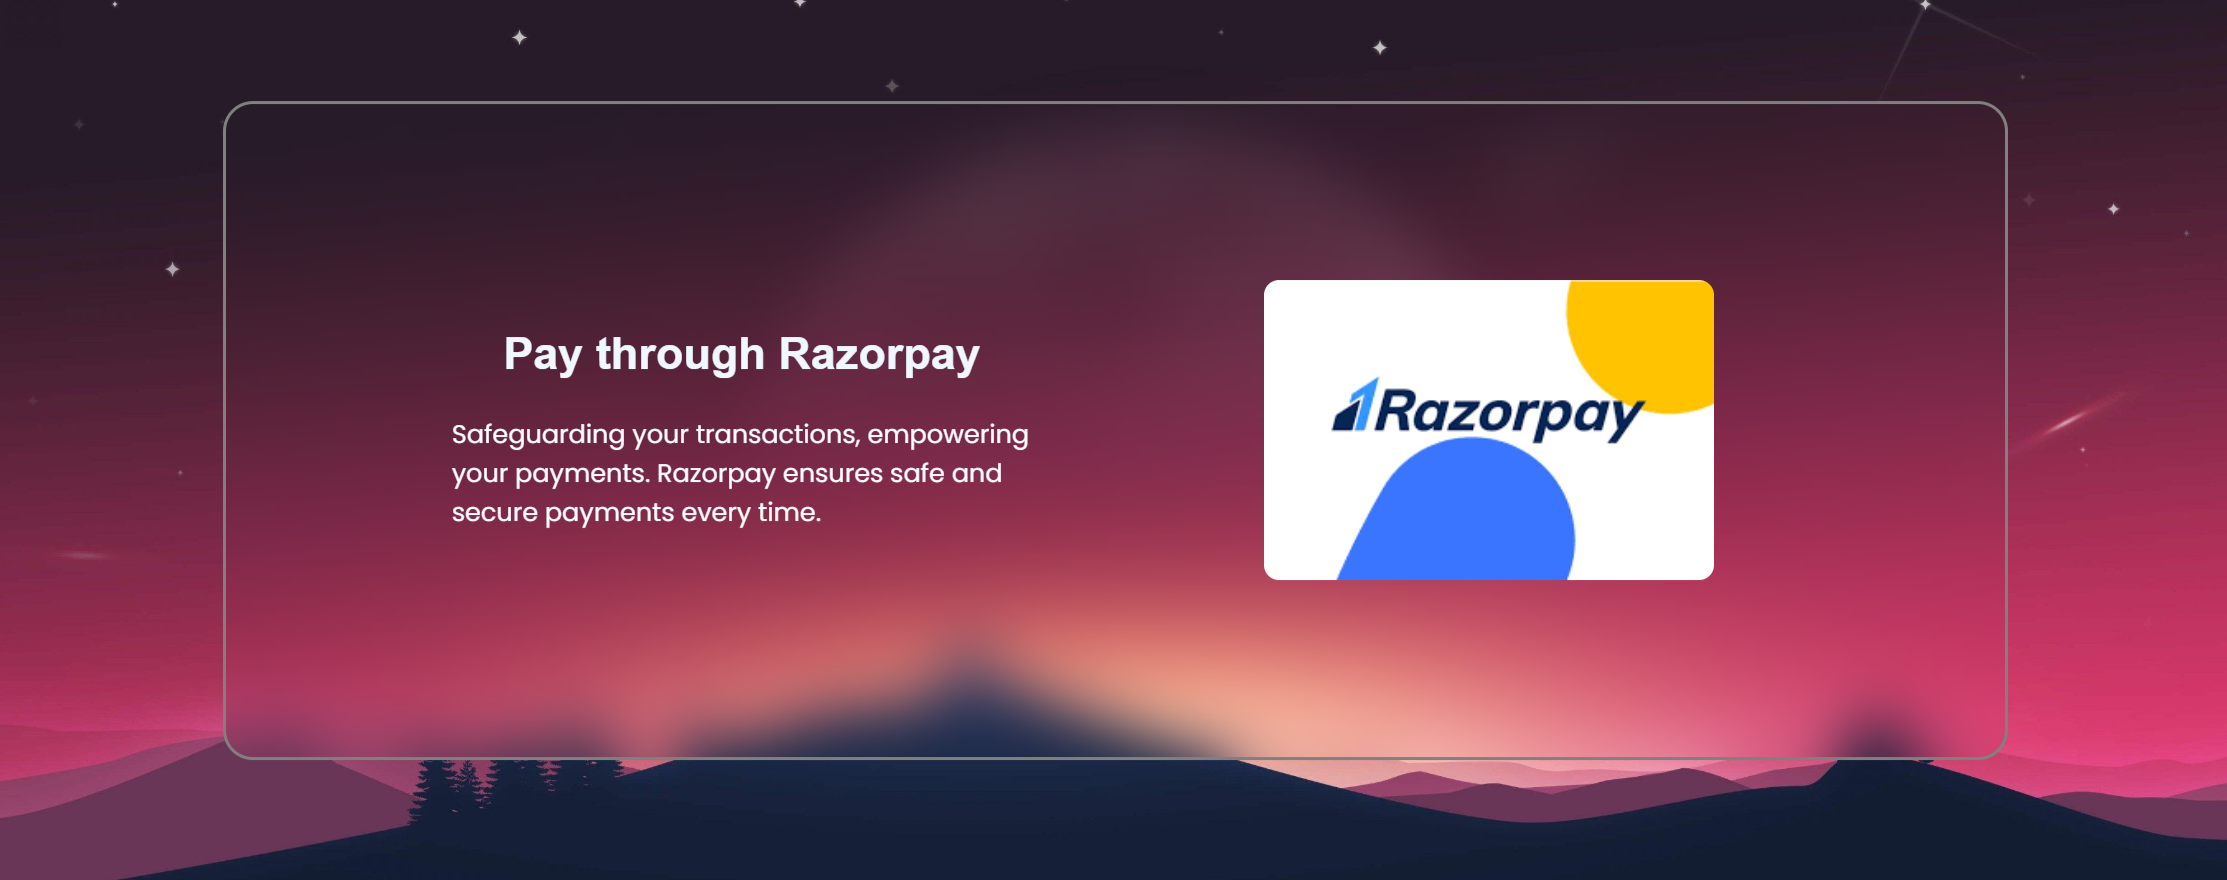 Pay through Razorpay
Safeguarding your transactions, empowering
your payments. Razorpay ensures safe and
secure payments every time.
Razorpay